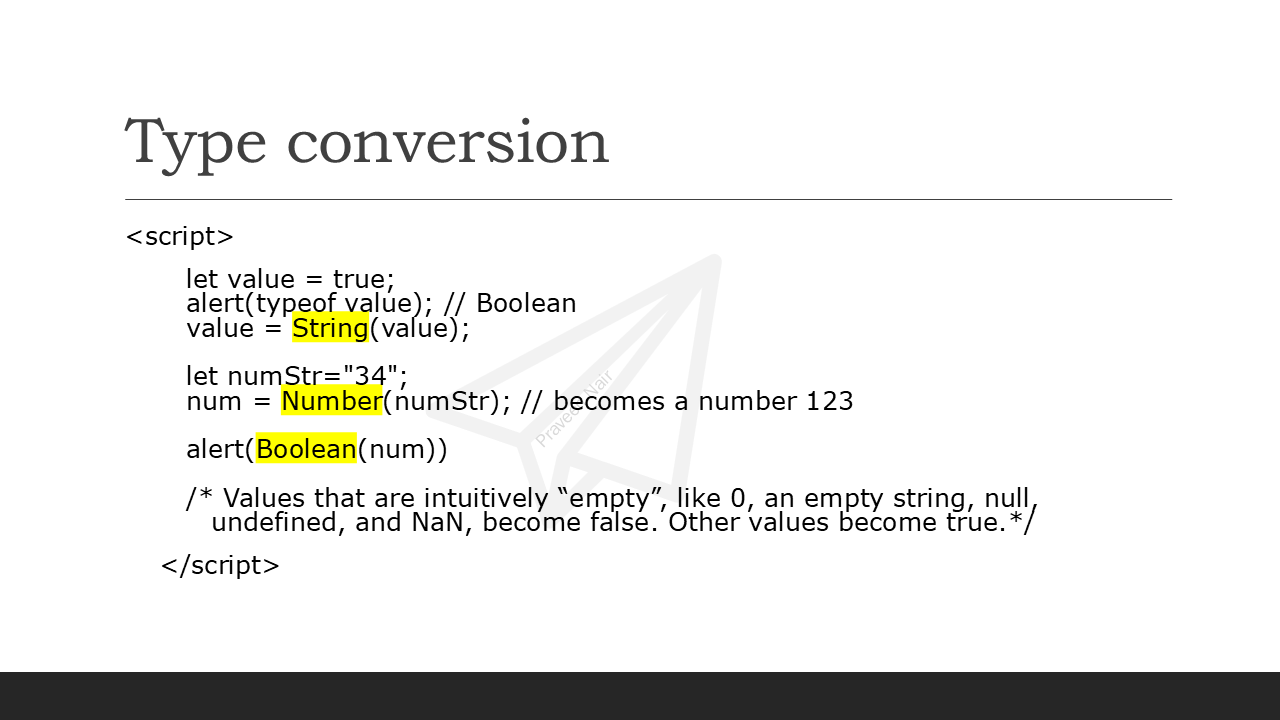 Type conversion
<script>
let value = true;
alert(typeof value); // Boolean
value = String(value);
let numStr="34";
num = Number(numStr); // becomes a number 123
alert(Boolean(num))
/* Values that are intuitively “empty”, like 0, an empty string, null,
undefined, and NaN, become false. Other values become true.*/
</script>
Praveen Nair